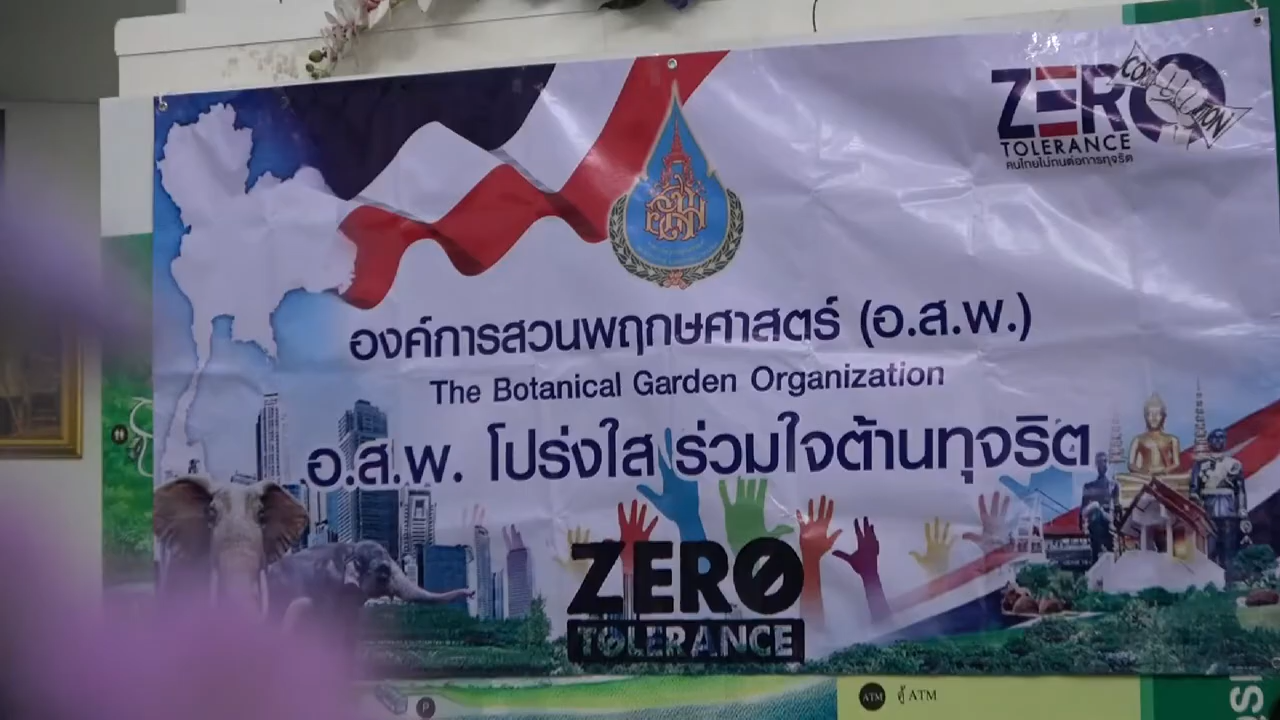 ZERO
CORRUPTION
TOLERANCE
คนไทยไม่ทนต่อการทุจริต
องค์การสวนพฤกษศาสตร์ (อ.ส.พ.)
The Botanical Garden Organization
อ.ส.พ. โปร่งใส ร่วมใจต้านทุจริต
ZERO
TOLERANCE
P
ATM ตู้ ATM